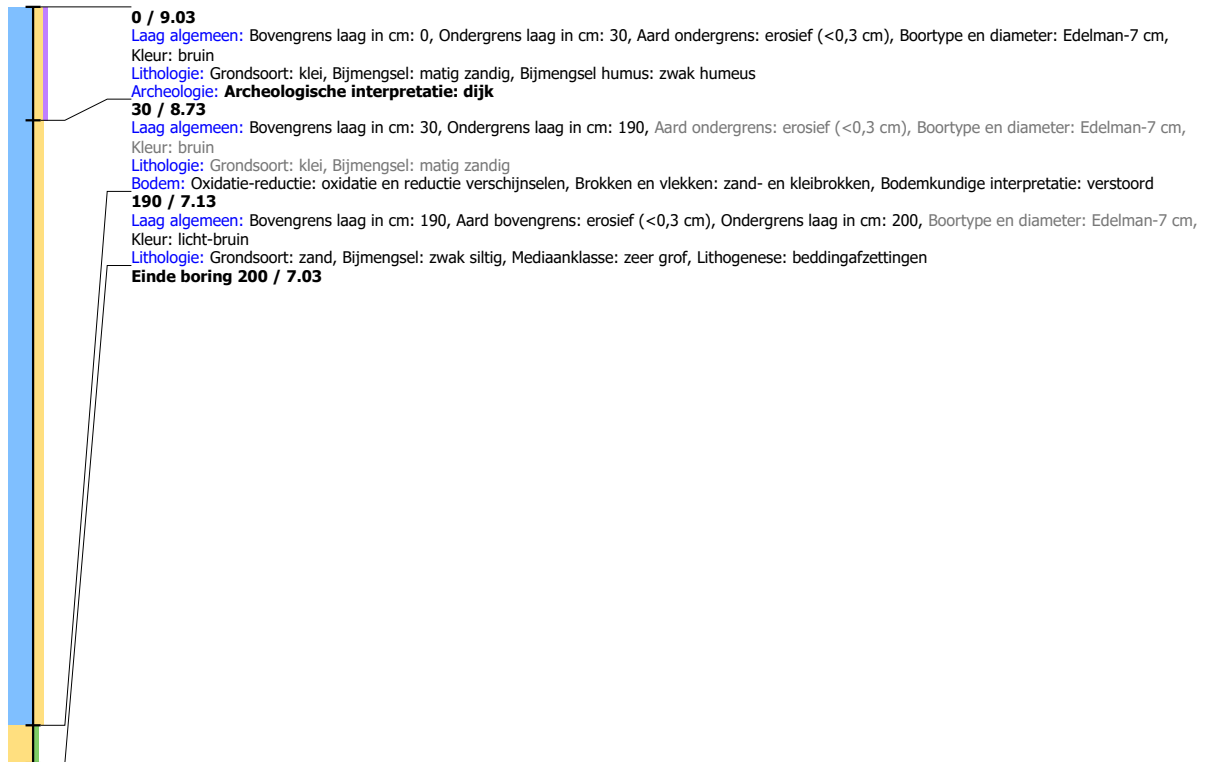 0 / 9.03
Laag algemeen: Bovengrens laag in cm: 0, Ondergrens laag in cm: 30, Aard ondergrens: erosief (<0,3 cm), Boortype en diameter: Edelman-7 cm,
Kleur: bruin
Lithologie: Grondsoort: klei, Bijmengsel: matig zandig, Bijmengsel humus: zwak humeus
Archeologie: Archeologische interpretatie: dijk
30 / 8.73
Laag algemeen: Bovengrens laag in cm: 30, Ondergrens laag in cm: 190, Aard ondergrens: erosief (<0,3 cm), Boortype en diameter: Edelman-7 cm,
Kleur: bruin
Lithologie: Grondsoort: klei, Bijmengsel: matig zandig
Bodem: Oxidatie-reductie: oxidatie en reductie verschijnselen, Brokken en vlekken: zand- en kleibrokken, Bodemkundige interpretatie: verstoord
190 / 7.13
Laag algemeen: Bovengrens laag in cm: 190, Aard bovengrens: erosief (<0,3 cm), Ondergrens laag in cm: 200, Boortype en diameter: Edelman-7 cm,
Kleur: licht-bruin
Lithologie: Grondsoort: zand, Bijmengsel: zwak siltig, Mediaanklasse: zeer grof, Lithogenese: beddingafzettingen
Einde boring 200 / 7.03